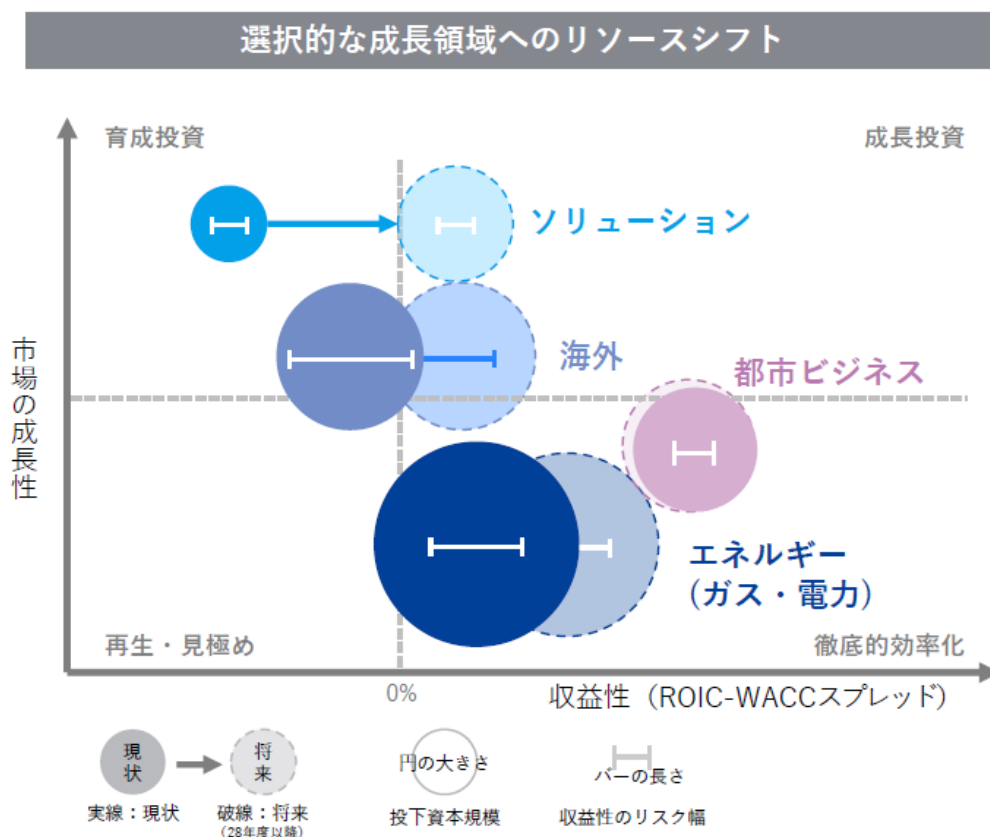 選択的な成長領域へのリソースシフト
育成投資
成長投資
ソリューション
海外
都市ビジネス
エネルギー
(ガス・電力)
市場の成長性
再生・見極め
徹底的効率化
0%
収益性（ROIC-WACCスプレッド）
現状
将来
円の大きさ
バーの長さ
実線：現状
破線：将来
(28年度以降)
投下資本規模
収益性のリスク幅